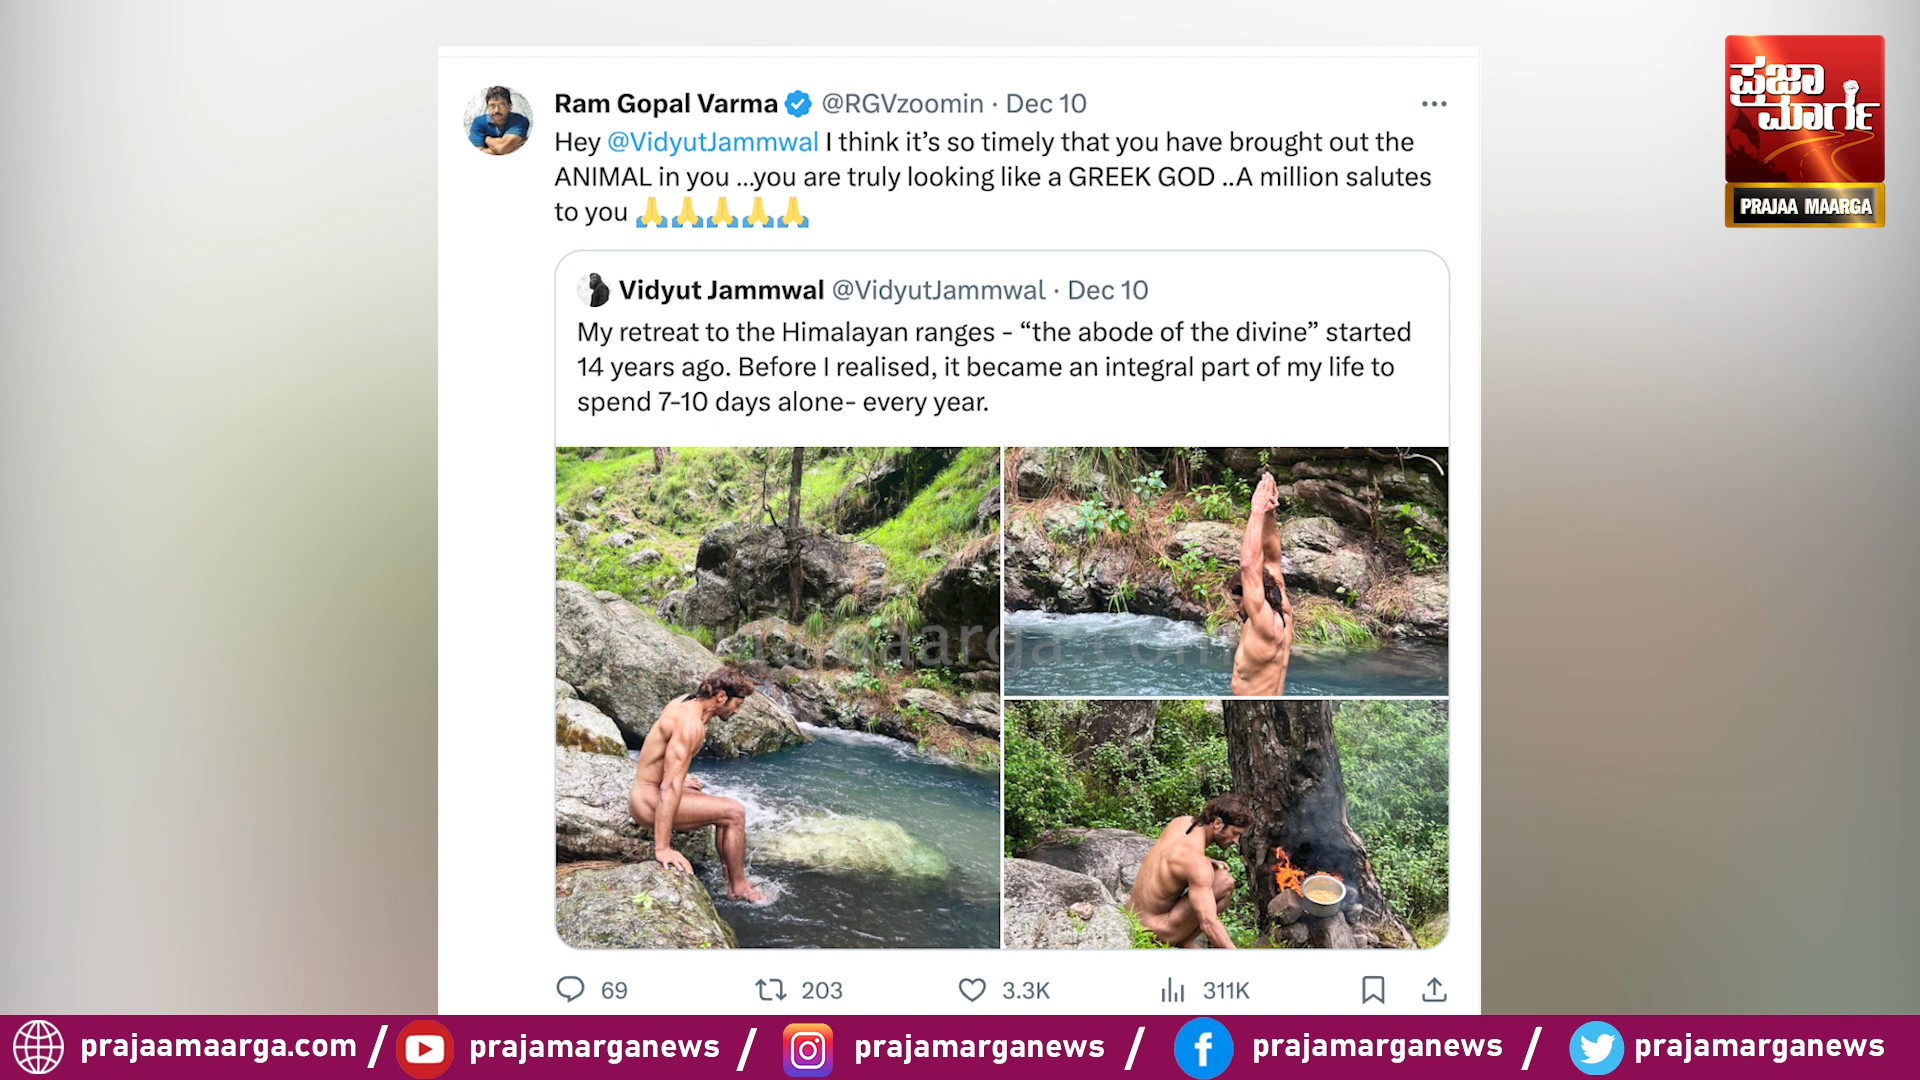 ಪ್ರಜಾ
ಮಾರ್ಗ
PRAJAA MAARGA
Ram Gopal Varma @RGVzoomin · Dec 10
Hey @VidyutJammwal I think it’s so timely that you have brought out the
ANIMAL in you ...you are truly looking like a GREEK GOD ..A million salutes
to you 🙏🙏🙏🙏🙏
Vidyut Jammwal @VidyutJammwal · Dec 10
My retreat to the Himalayan ranges - “the abode of the divine” started
14 years ago. Before I realised, it became an integral part of my life to
spend 7-10 days alone- every year.
69 203 3.3K 311K
prajaamaarga.com / prajamarganews / prajamarganews / prajamarganews / prajamarganews